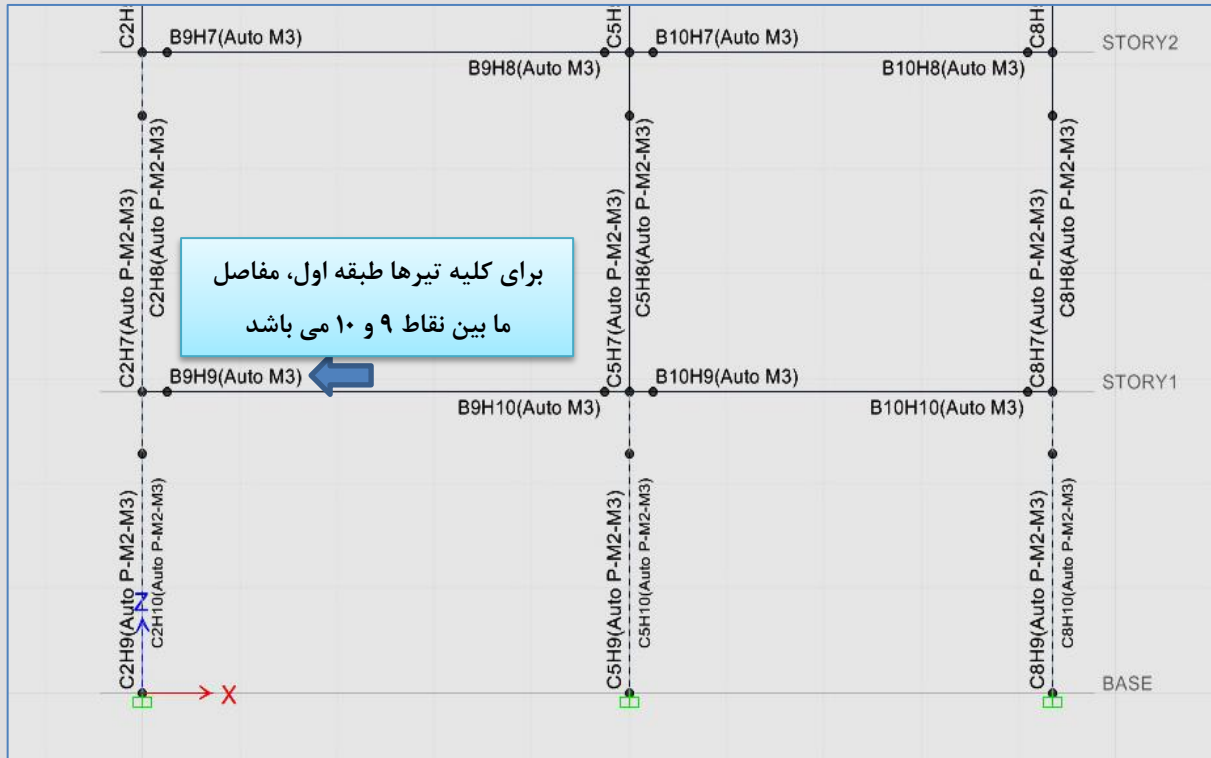 C2H
C5H
C8H
B9H7(Auto M3)
B10H7(Auto M3)
STORY2
B9H8(Auto M3)
B10H8(Auto M3)
C2H7(Auto P-M2-M3)
C2H8(Auto P-M2-M3)
C5H7(Auto P-M2-M3)
C5H8(Auto P-M2-M3)
C8H7(Auto P-M2-M3)
C8H8(Auto P-M2-M3)
برای کلیه تیرها طبقه اول، مفاصل
ما بین نقاط ۹ و ۱۰ می باشد
B9H9(Auto M3)
B10H9(Auto M3)
STORY1
B9H10(Auto M3)
B10H10(Auto M3)
C2H9(Auto P-M2-M3)
C2H10(Auto P-M2-M3)
C5H9(Auto P-M2-M3)
C5H10(Auto P-M2-M3)
C8H9(Auto P-M2-M3)
C8H10(Auto P-M2-M3)
Z
X
BASE